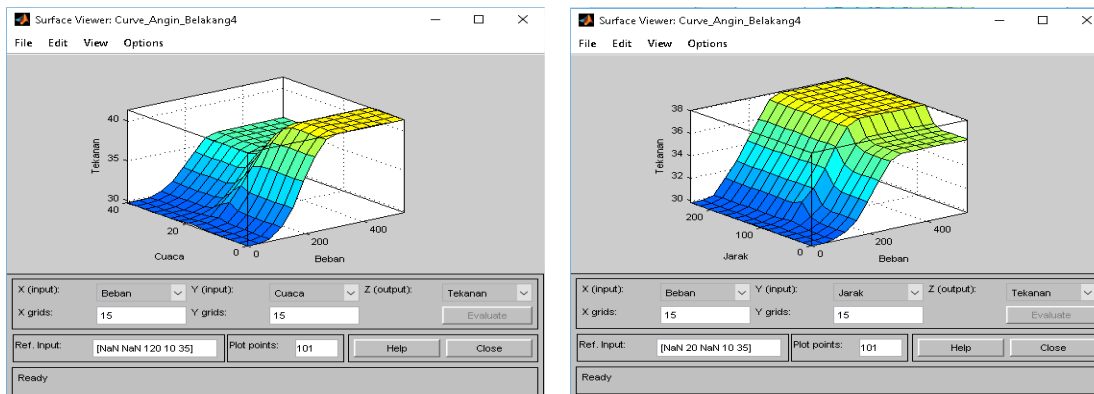 Surface Viewer: Curve_Angin_Belakang4
File Edit View Options
40
35
30
40
20
0
0
200
400
Tekanan
Cuaca
Beban
X (input): Beban Y (input): Cuaca Z (output): Tekanan
X grids: 15 Y grids: 15 Evaluate
Ref. Input: [NaN NaN 120 10 35] Plot points: 101 Help Close
Ready
Surface Viewer: Curve_Angin_Belakang4
File Edit View Options
38
36
34
32
30
200
100
0
0
200
400
Tekanan
Jarak
Beban
X (input): Beban Y (input): Jarak Z (output): Tekanan
X grids: 15 Y grids: 15 Evaluate
Ref. Input: [NaN 20 NaN 10 35] Plot points: 101 Help Close
Ready